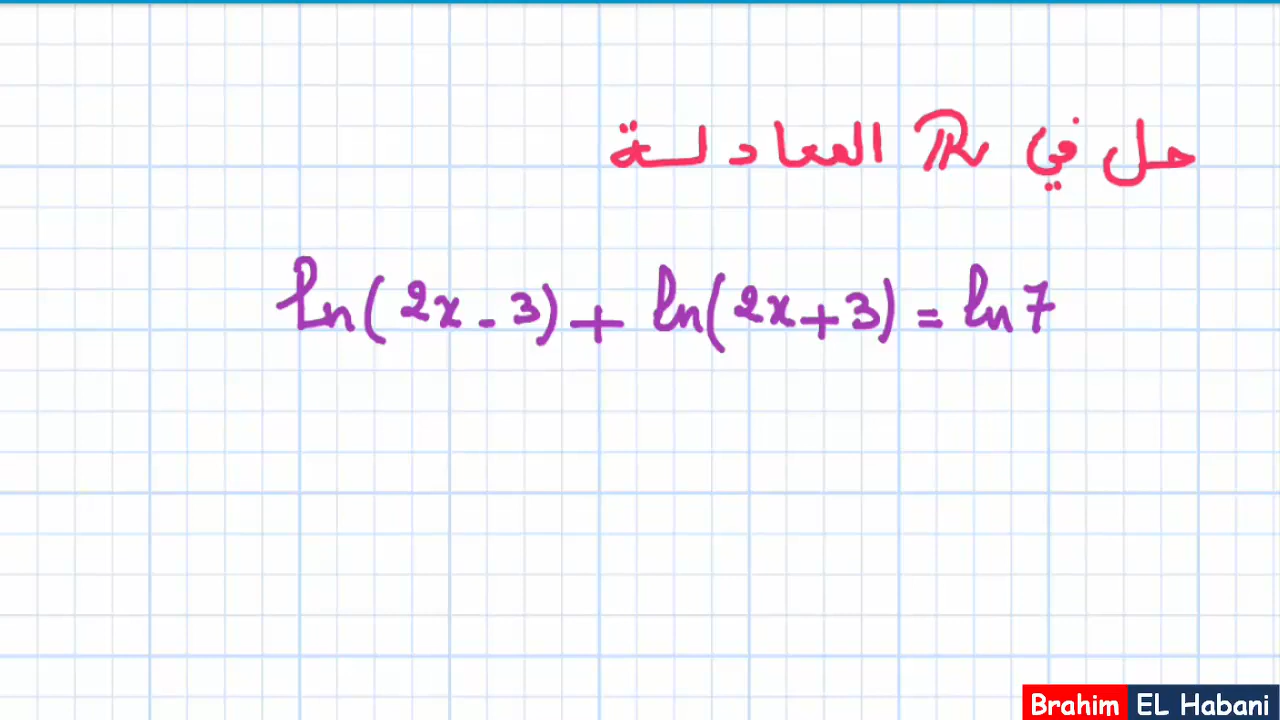 حل في ℝ المعادلة
ln(2x-3)+ln(2x+3)=ln7
Brahim EL Habani